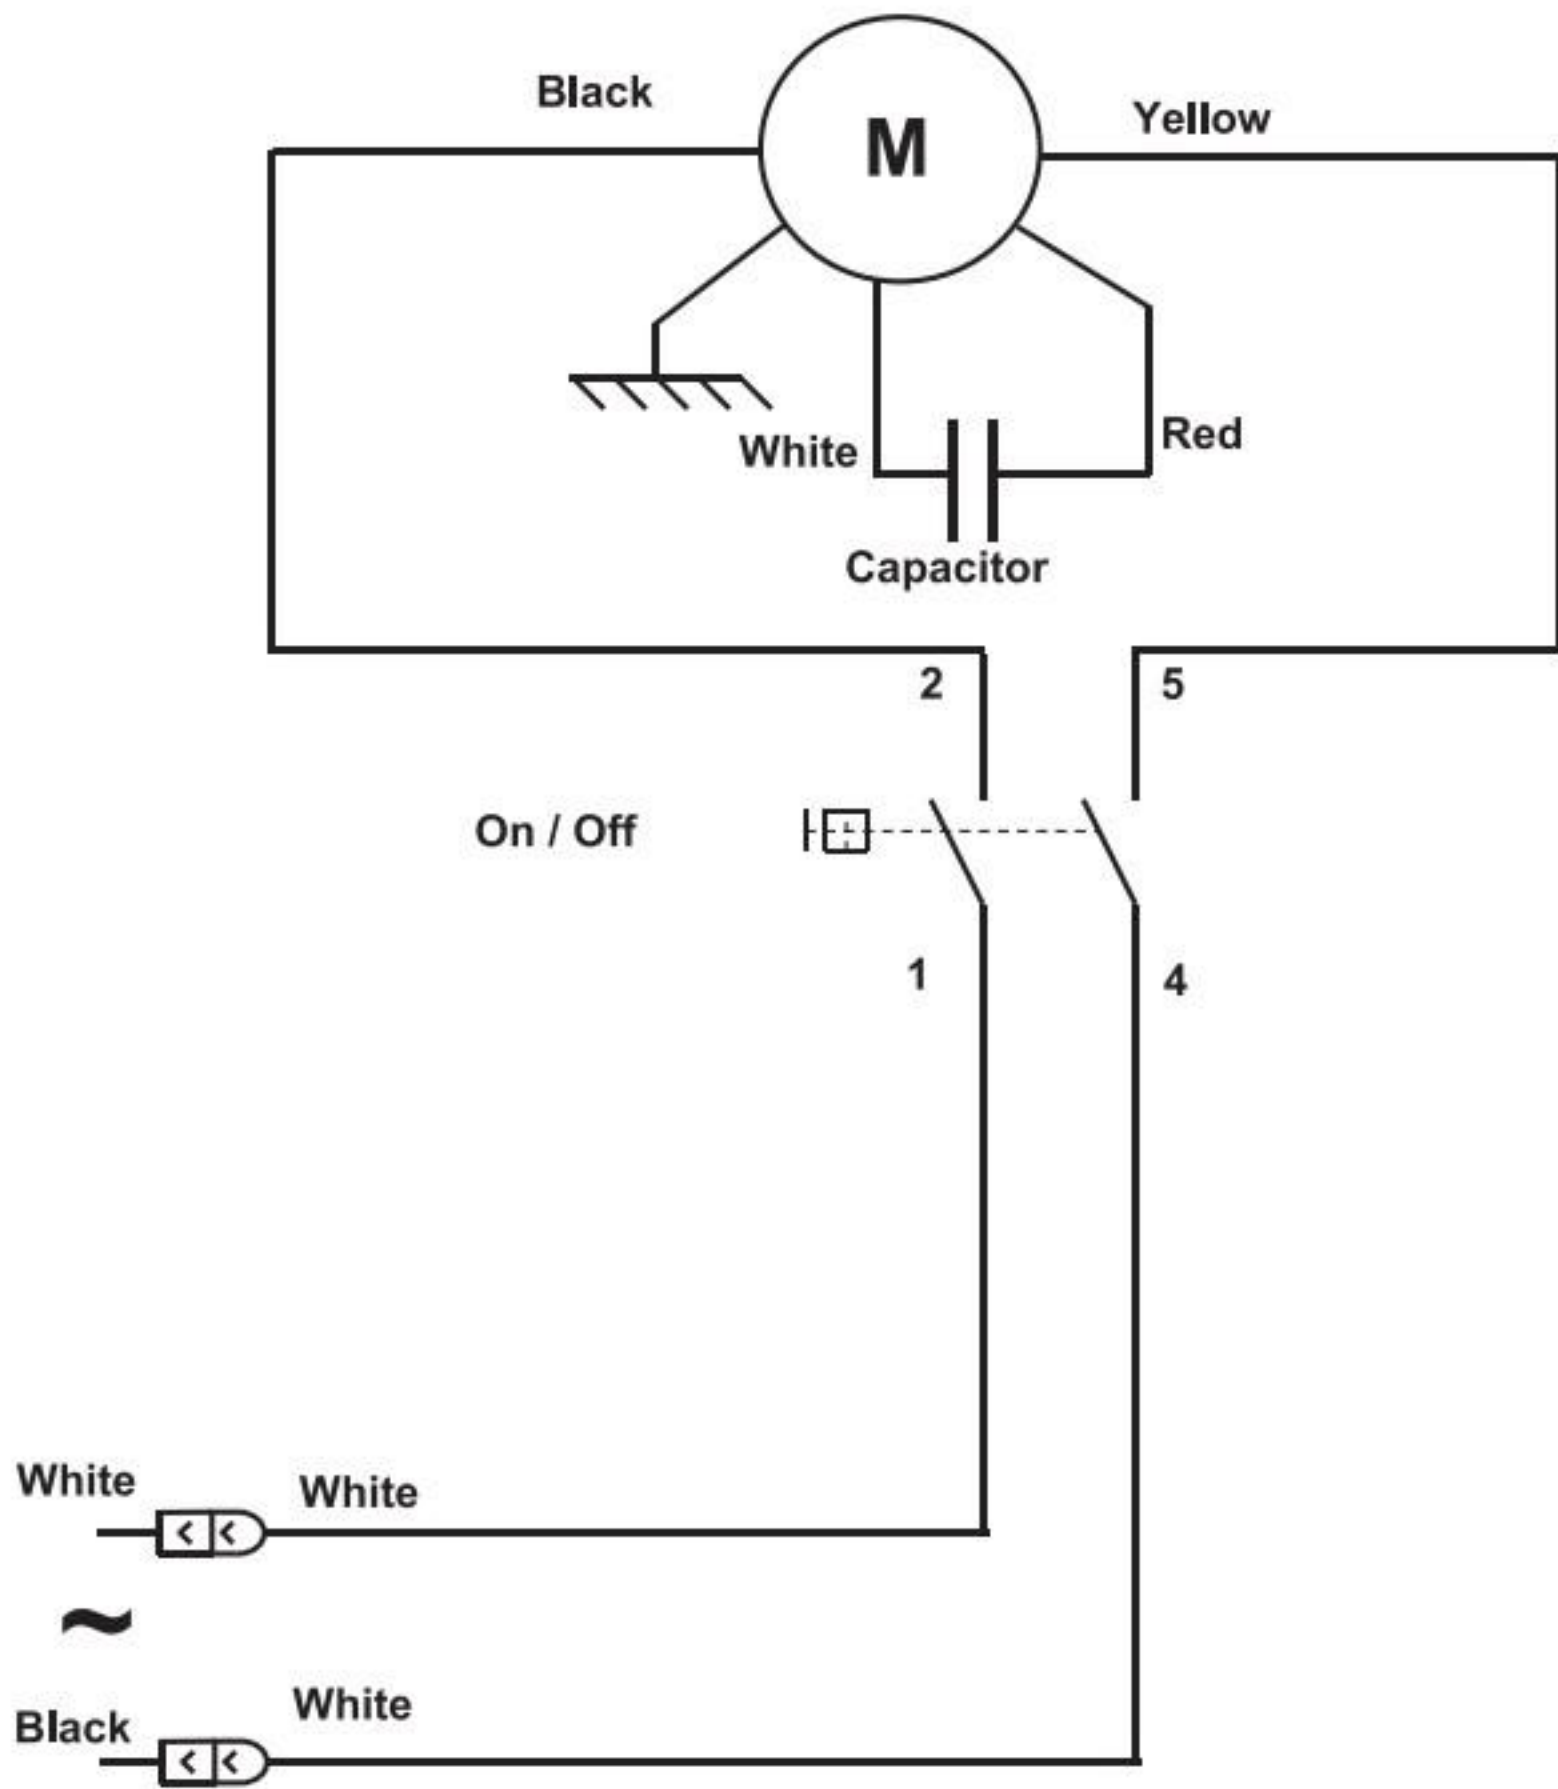 Black
M
Yellow
White
Red
Capacitor
2
5
On / Off
1
4
White
White
~
Black
White